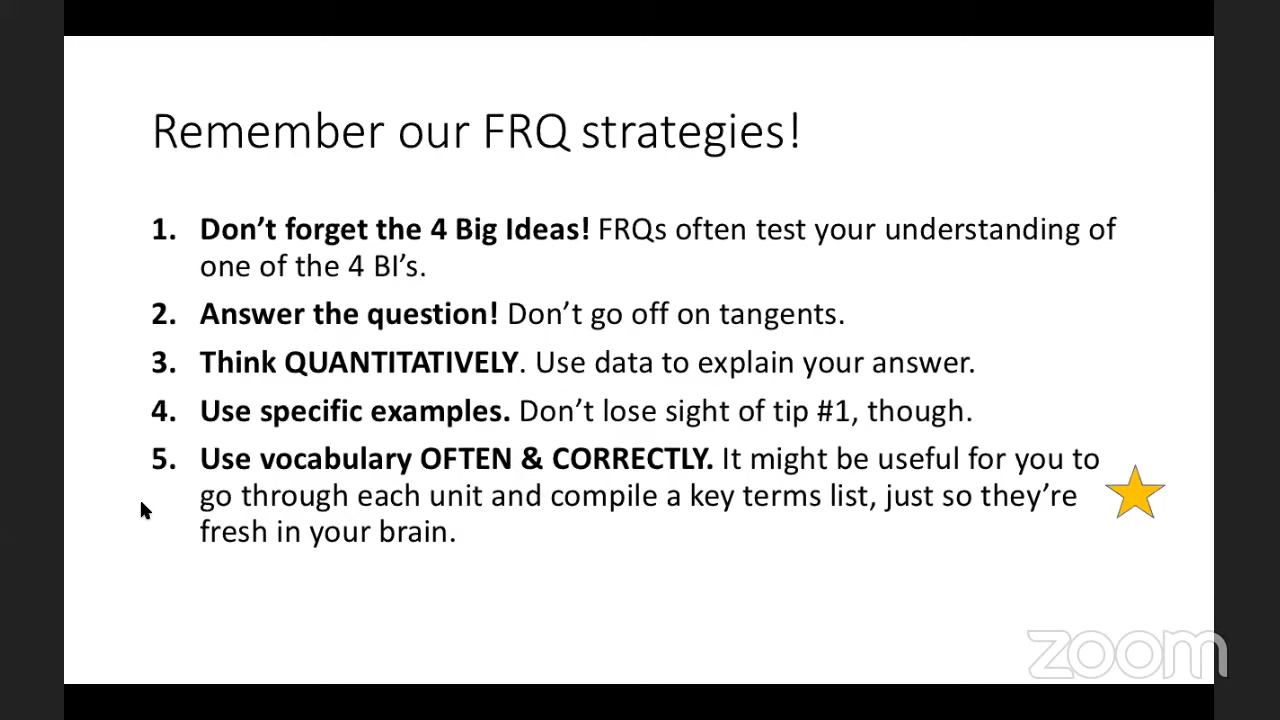 Remember our FRQ strategies!
1. Don’t forget the 4 Big Ideas! FRQs often test your understanding of
one of the 4 BI’s.
2. Answer the question! Don’t go off on tangents.
3. Think QUANTITATIVELY. Use data to explain your answer.
4. Use specific examples. Don’t lose sight of tip #1, though.
5. Use vocabulary OFTEN & CORRECTLY. It might be useful for you to
go through each unit and compile a key terms list, just so they’re
fresh in your brain.
zoom